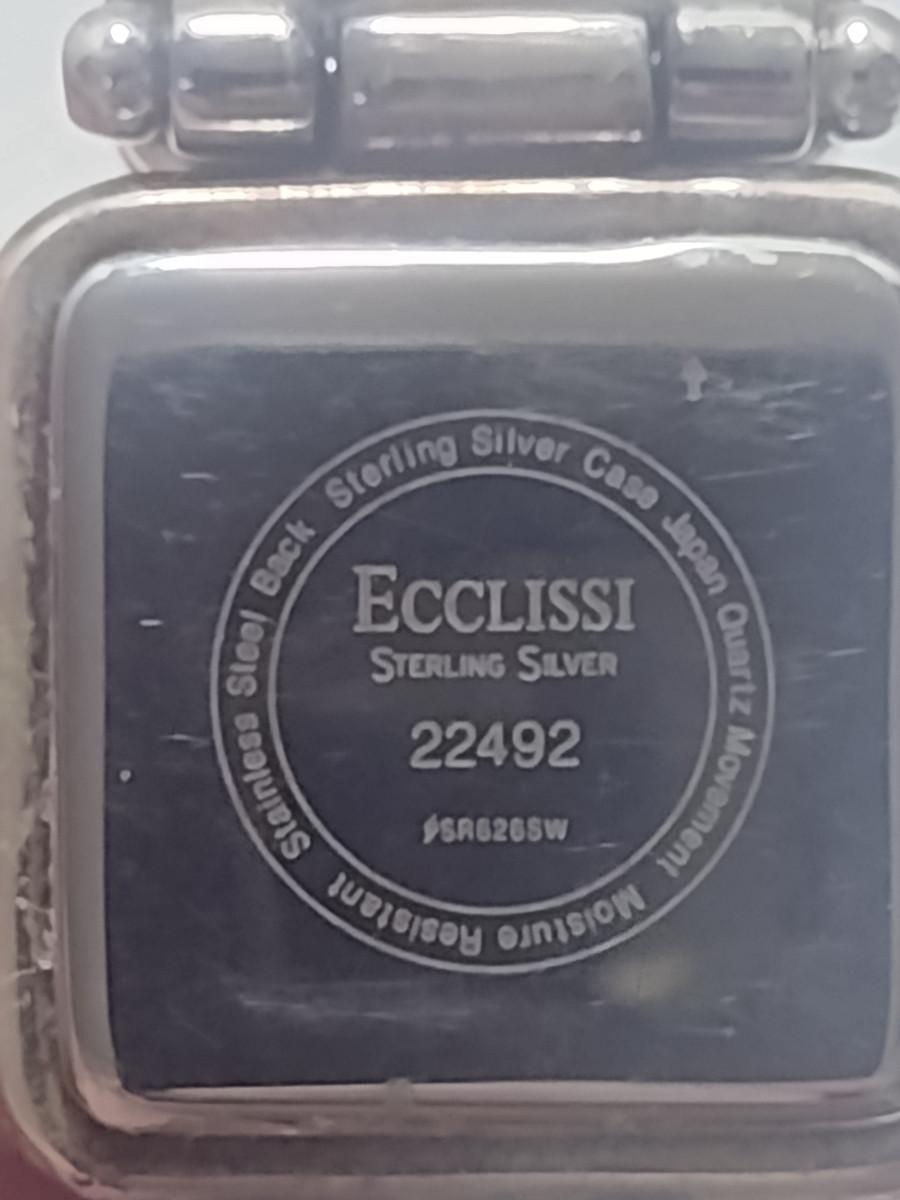 Sterling Silver Case Japan Quartz Movement Moisture Resistant Stainless Steel Back
ECCLISSI
STERLING SILVER
22492
SR626SW